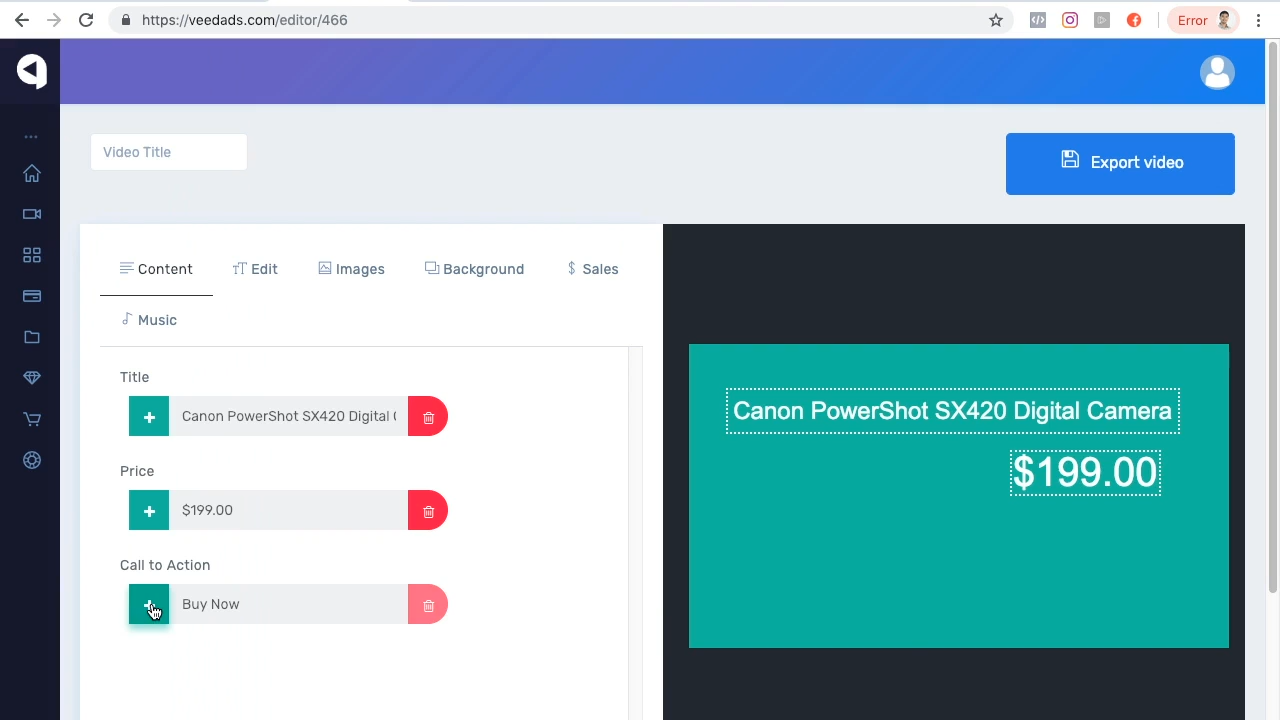 https://veedads.com/editor/466
Error
Video Title
Export video
Content
Edit
Images
Background
Sales
Music
Title
Canon PowerShot SX420 Digital (
Price
$199.00
Call to Action
Buy Now
Canon PowerShot SX420 Digital Camera
$199.00